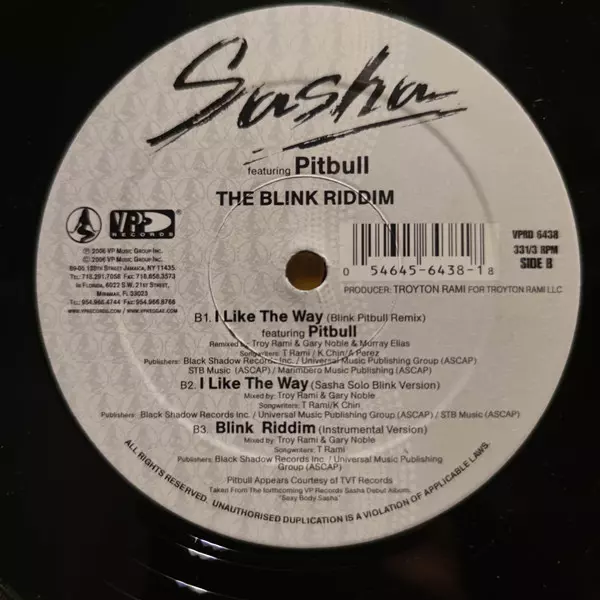 Sasha
featuring Pitbull
THE BLINK RIDDIM
VP RECORDS
℗ 2006 VP Music Group Inc.
© 2006 VP Music Group Inc.
89-05 138th Street Jamaica, NY 11435.
Tel: 718.291.7058 Fax: 718.658.3573
In Florida, 6022 S.W. 21st Street,
Miramar, Fl 33023
Tel: 954.966.4744 Fax: 954.966.8766
www.vprecords.com / www.vpreggae.com
VPRD 6438
33 1/3 RPM
SIDE B
0 54645-6438-1 8
PRODUCER: TROYTON RAMI FOR TROYTON RAMI LLC
B1. I Like The Way (Blink Pitbull Remix)
featuring Pitbull
Remixed by: Troy Rami & Gary Noble & Murray Elias
Songwriters: T Rami / K Chin/A Perez
Publishers: Black Shadow Records Inc. / Universal Music Publishing Group (ASCAP)
STB Music (ASCAP) / Marimbero Music Publishing (ASCAP)
B2. I Like The Way (Sasha Solo Blink Version)
Mixed by: Troy Rami & Gary Noble
Songwriters: T Rami/K Chin
Publishers: Black Shadow Records Inc. / Universal Music Publishing Group (ASCAP) / STB Music (ASCAP)
B3. Blink Riddim (Instrumental Version)
Mixed by: Troy Rami & Gary Noble
Songwriters: T Rami
Publishers: Black Shadow Records Inc. / Universal Music Publishing
Group (ASCAP)
Pitbull Appears Courtesy of TVT Records
Taken From The forthcoming VP Records Sasha Debut Album:
"Sexy Body Sasha"
ALL RIGHTS RESERVED. UNAUTHORISED DUPLICATION IS A VIOLATION OF APPLICABLE LAWS.